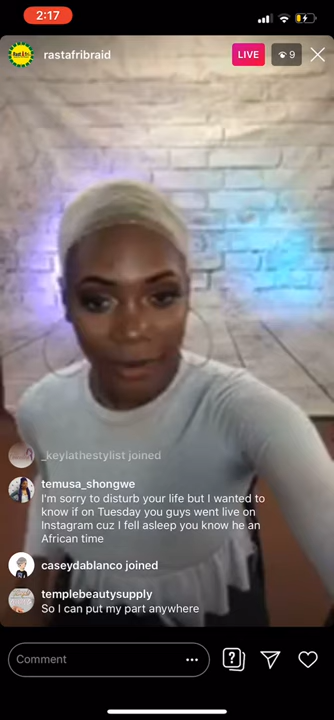 2:17
rastafribraid
LIVE
9
_keylathestylist joined
temusa_shongwe
I'm sorry to disturb your life but I wanted to
know if on Tuesday you guys went live on
Instagram cuz I fell asleep you know he an
African time
caseydablanco joined
templebeautysupply
So I can put my part anywhere
Comment